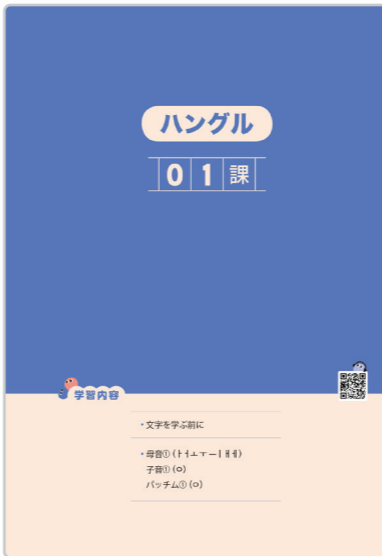 ハングル
01課
学習内容
・文字を学ぶ前に
・母音①(ㅏㅓㅗㅜㅡㅣㅐㅔ)
子音①(ㅇ)
パッチム①(ㅇ)